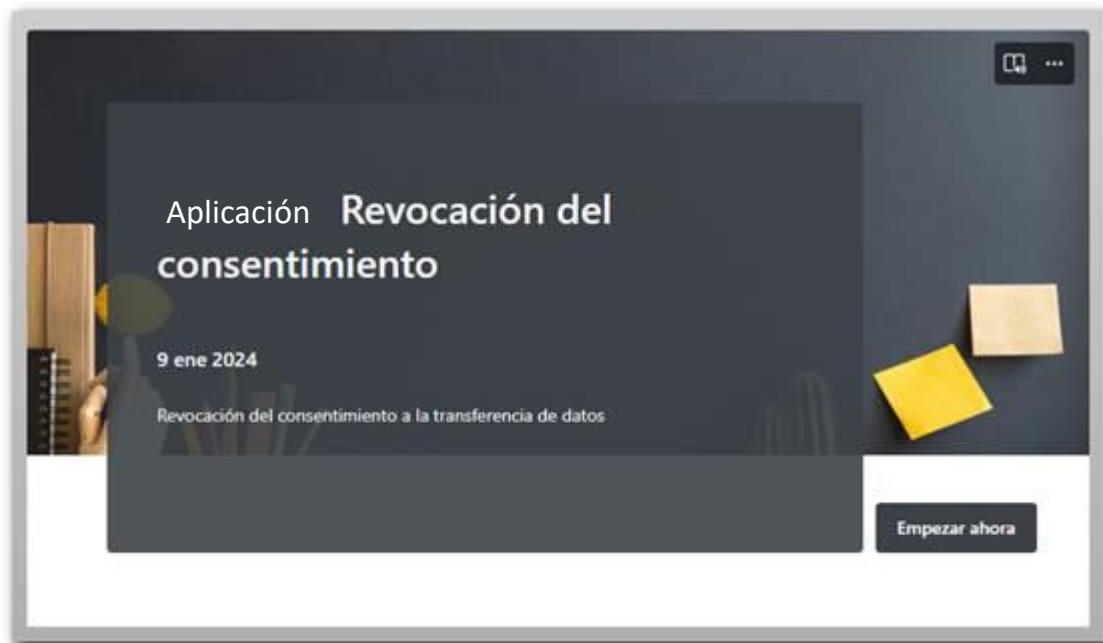 Aplicación Revocación del
consentimiento
9 ene 2024
Revocación del consentimiento a la transferencia de datos
Empezar ahora